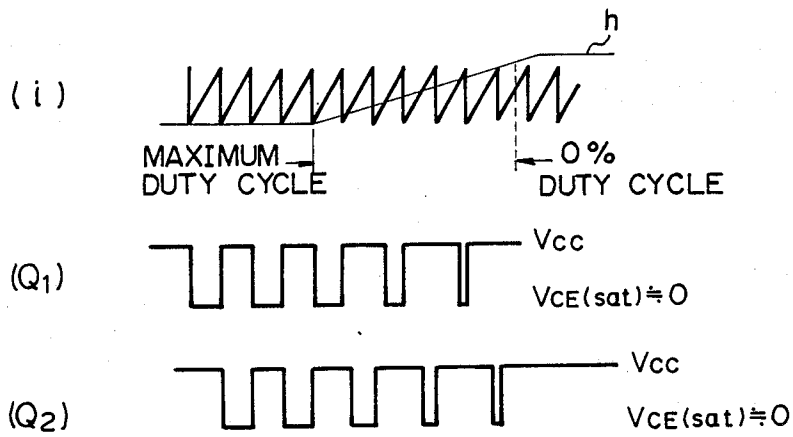 h
(i)
MAXIMUM
DUTY CYCLE
0%
DUTY CYCLE
(Q1)
Vcc
VCE(sat)≒0
(Q2)
Vcc
VCE(sat)≒0